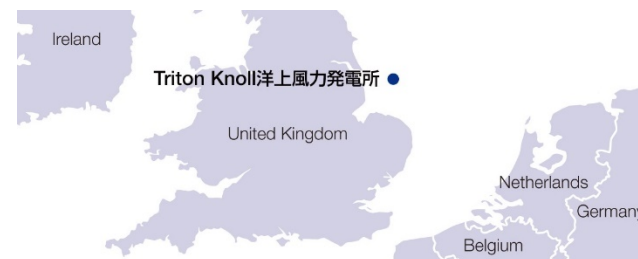 Ireland
Triton Knoll洋上風力発電所
United Kingdom
Netherlands
Germany
Belgium